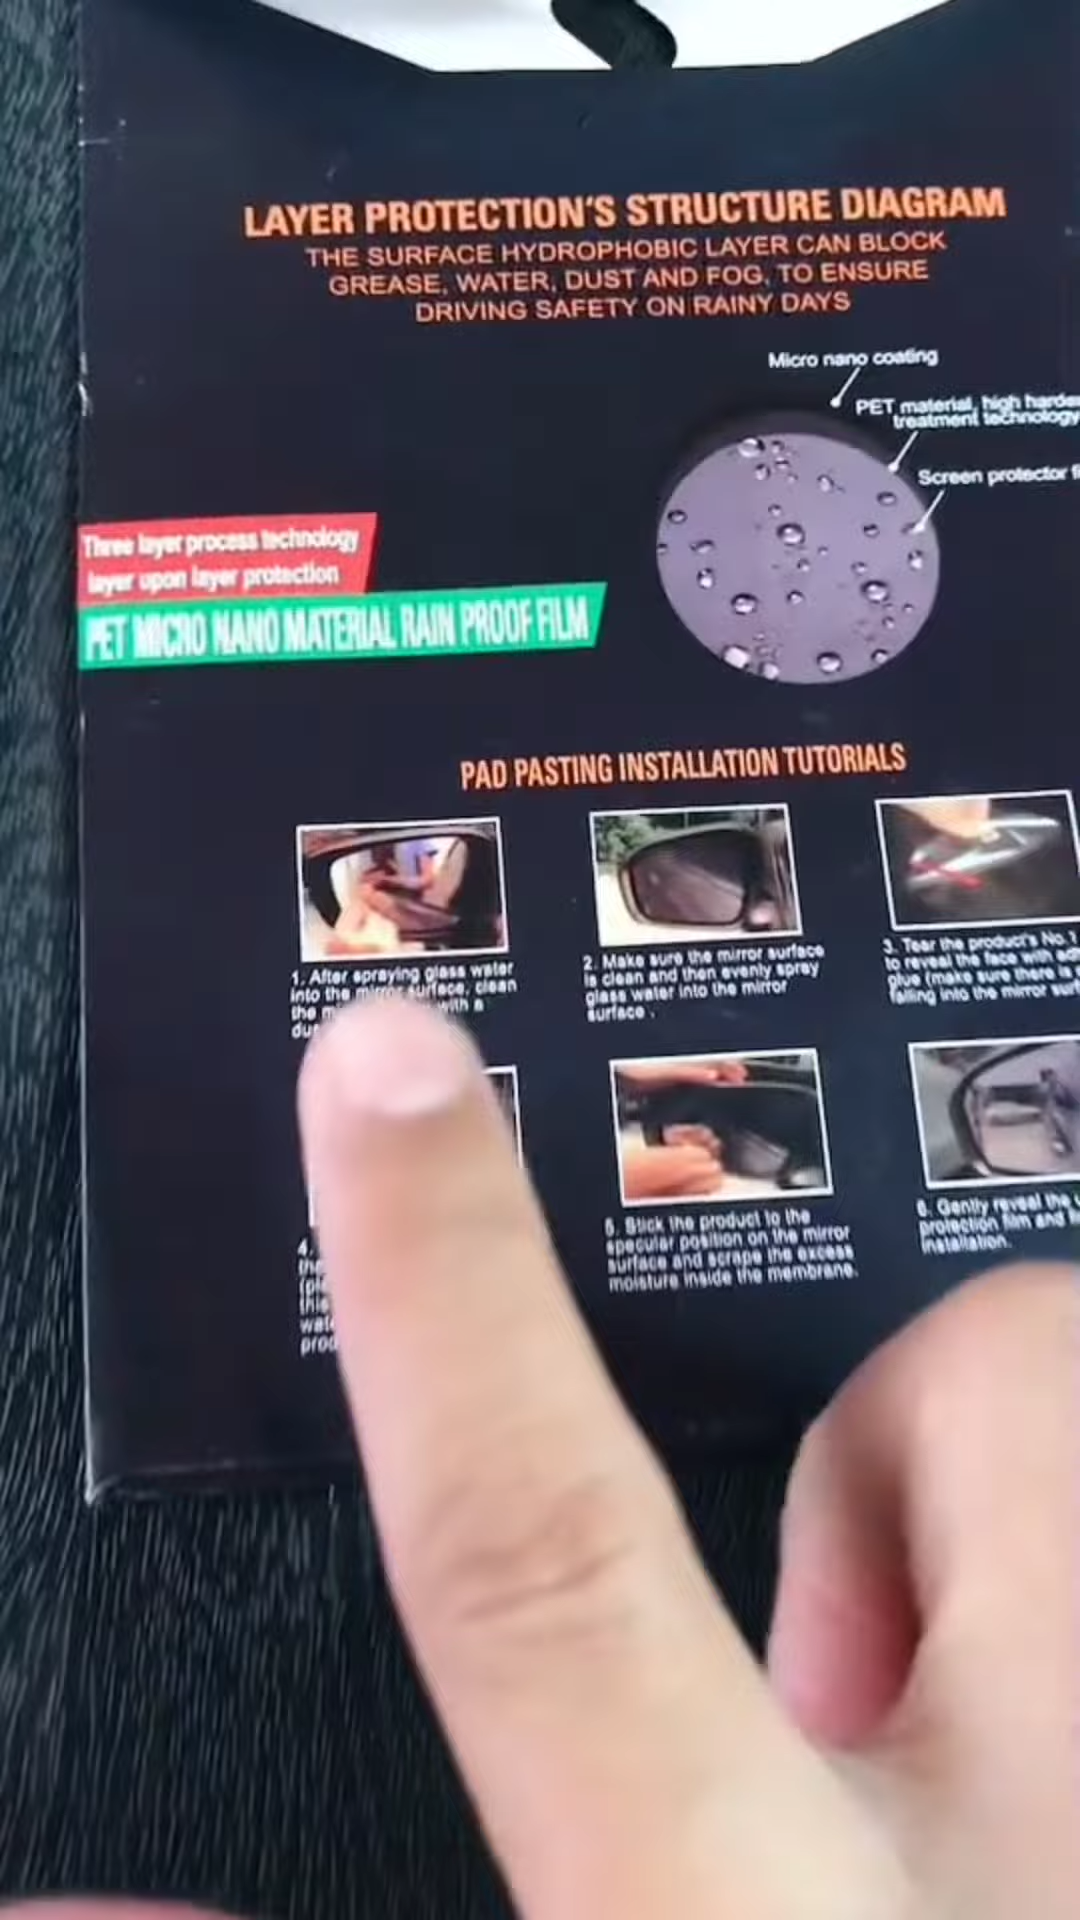 LAYER PROTECTION'S STRUCTURE DIAGRAM
THE SURFACE HYDROPHOBIC LAYER CAN BLOCK
GREASE, WATER, DUST AND FOG, TO ENSURE
DRIVING SAFETY ON RAINY DAYS
Micro nano coating
PET material, high
treatment technology
Screen protector
Three layer process technology
layer upon layer protection
PET MICRO NANO MATERIAL RAIN PROOF FILM
PAD PASTING INSTALLATION TUTORIALS
1. After spraying glass water
into the mirror surface, clean
the with a
2. Make sure the mirror surface
is clean and then evenly spray
glass water into the mirror
surface .
3. Tear the product's No.1
to reveal the face with
glue (make sure there is
falling into the mirror
4.
5. Stick the product to the
specular position on the mirror
surface and scrape the excess
moisture inside the membrane.
6. Gently reveal the
protection film and
installation.